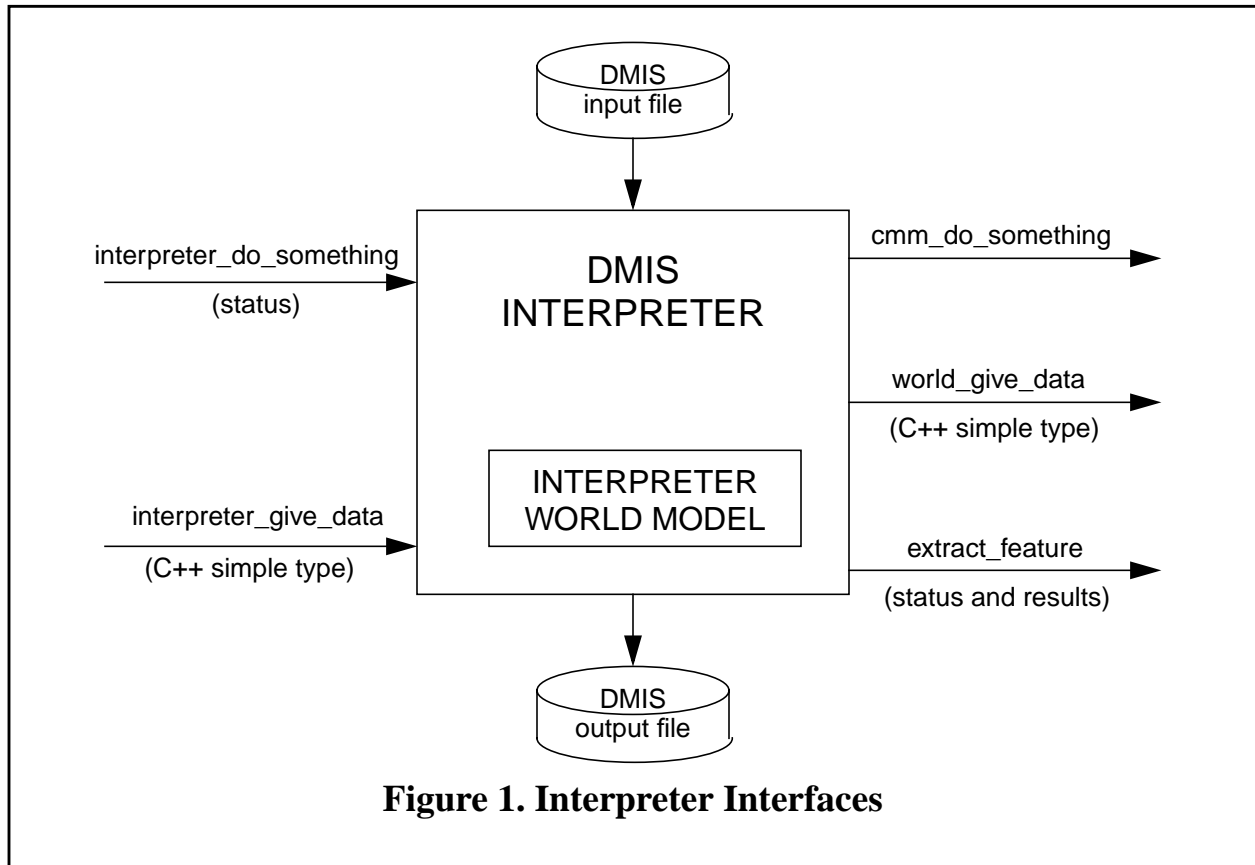 DMIS
input file
interpreter_do_something
(status)
cmm_do_something
DMIS
INTERPRETER
world_give_data
(C++ simple type)
INTERPRETER
WORLD MODEL
interpreter_give_data
(C++ simple type)
extract_feature
(status and results)
DMIS
output file
Figure 1. Interpreter Interfaces